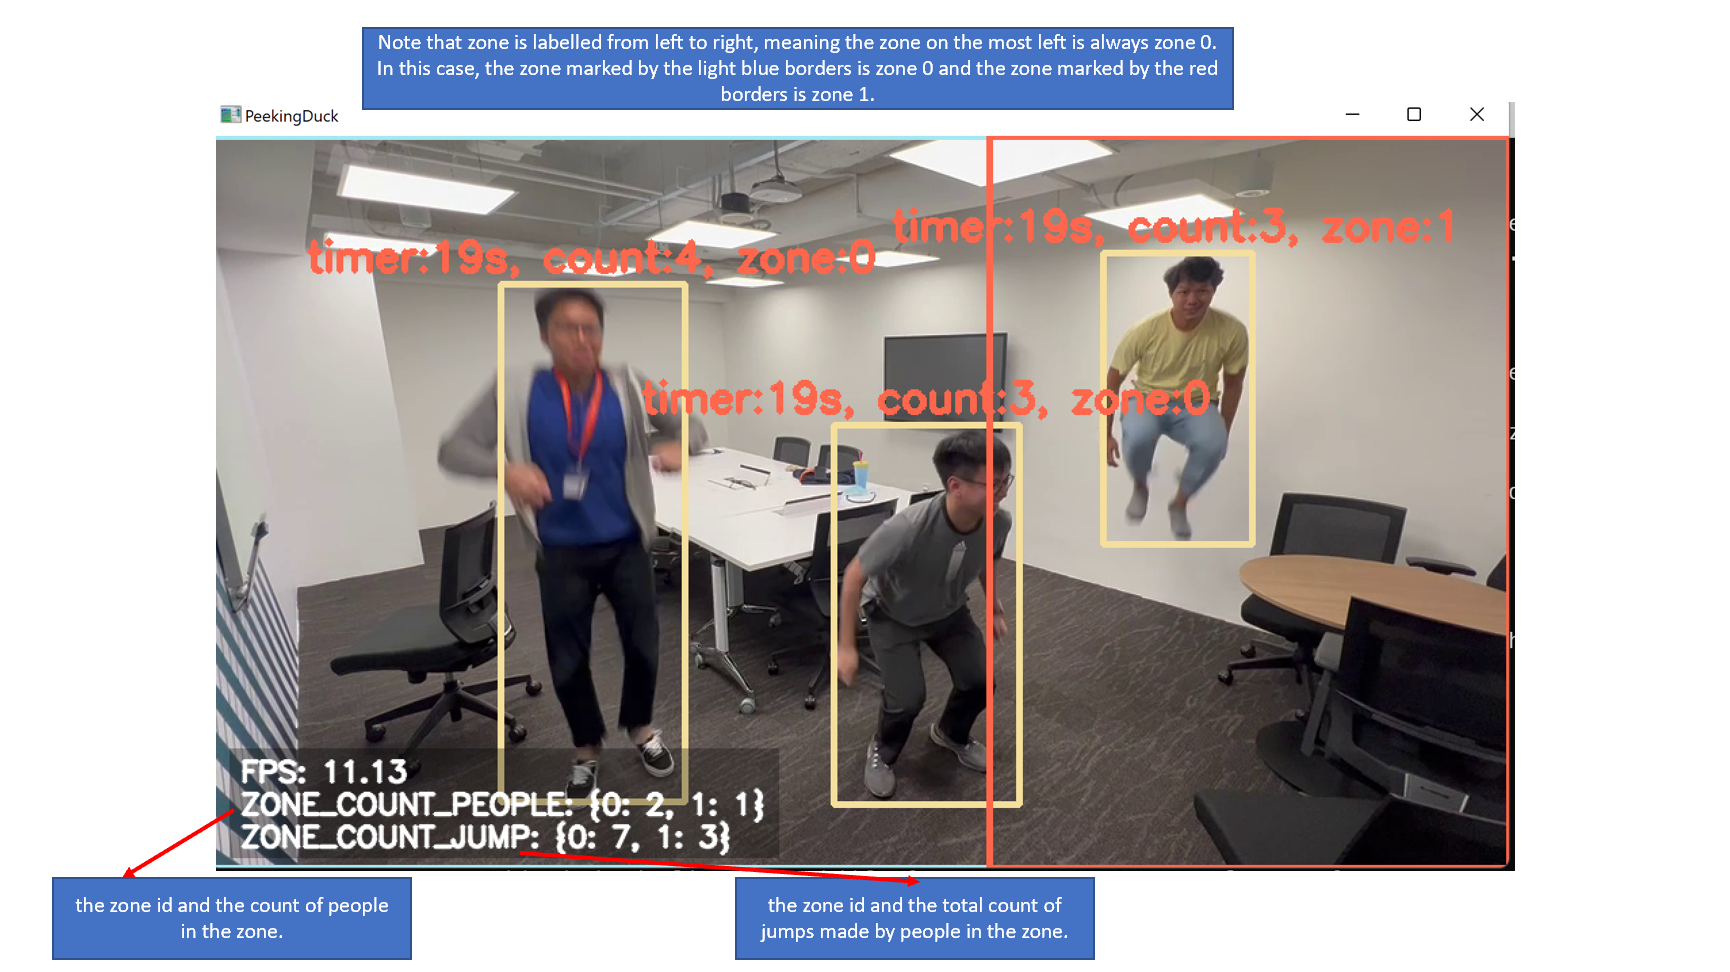 Note that zone is labelled from left to right, meaning the zone on the most left is always zone 0.
In this case, the zone marked by the light blue borders is zone 0 and the zone marked by the red
borders is zone 1.
PeekingDuck
timer:19s, count:3, zone:1
timer:19s, count:4, zone:0
timer:19s, count:3, zone:0
FPS: 11.13
ZONE_COUNT_PEOPLE: {0: 2, 1: 1}
ZONE_COUNT_JUMP: {0: 7, 1: 3}
the zone id and the count of people
in the zone.
the zone id and the total count of
jumps made by people in the zone.